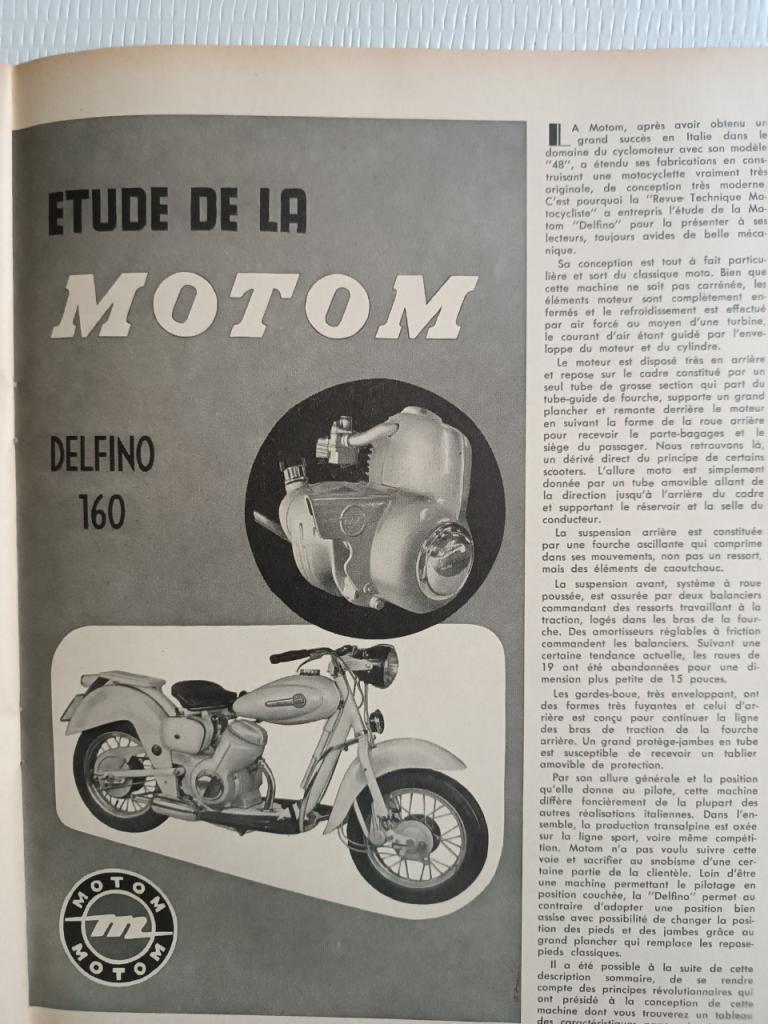 ETUDE DE LA
MOTOM
DELFINO
160
MOTOM
m
MOTOM
LA Motom, après avoir obtenu un
grand succès en Italie dans le
domaine du cyclomoteur avec son modèle
"48", a étendu ses fabrications en cons-
truisant une motocyclette vraiment très
originale, de conception très moderne.
C'est pourquoi la "Revue Technique Mo-
tocycliste" a entrepris l'étude de la Mo-
tom "Delfino" pour la présenter à ses
lecteurs, toujours avides de belle méca-
nique.
Sa conception est tout à fait particu-
lière et sort du classique moto. Bien que
cette machine ne soit pas carrénée, les
éléments moteur sont complètement en-
fermés et le refroidissement est effectué
par air forcé au moyen d'une turbine,
le courant d'air étant guidé par l'enve-
loppe du moteur et du cylindre.
Le moteur est disposé très en arrière
et repose sur le cadre constitué par un
seul tube de grosse section qui part du
tube-guide de fourche, supporte un grand
plancher et remonte derrière le moteur
en suivant la forme de la roue arrière
pour recevoir le porte-bagages et le
siège du passager. Nous retrouvons là,
un dérivé direct du principe de certains
scooters. L'allure moto est simplement
donnée par un tube amovible allant de
la direction jusqu'à l'arrière du cadre
et supportant le réservoir et la selle du
conducteur.
La suspension arrière est constituée
par une fourche oscillante qui comprime
dans ses mouvements, non pas un ressort,
mais des éléments de caoutchouc.
La suspension avant, système à roue
poussée, est assurée par deux balanciers
commandant des ressorts travaillant à la
traction, logés dans les bras de la four-
che. Des amortisseurs réglables à friction
commandent les balanciers. Suivant une
certaine tendance actuelle, les roues de
19 ont été abandonnées pour une di-
mension plus petite de 15 pouces.
Les gardes-boue, très enveloppant, ont
des formes très fuyantes et celui d'ar-
rière est conçu pour continuer la ligne
des bras de traction de la fourche
arrière. Un grand protège-jambes en tube
est susceptible de recevoir un tablier
amovible de protection.
Par son allure générale et la position
qu'elle donne au pilote, cette machine
diffère foncièrement de la plupart des
autres réalisations italiennes. Dans l'en-
semble, la production transalpine est axée
sur la ligne sport, voire même compéti-
tion. Motom n'a pas voulu suivre cette
voie et sacrifier au snobisme d'une cer-
taine partie de la clientèle. Loin d'être
une machine permettant le pilotage en
position couchée, la "Delfino" permet au
contraire d'adopter une position bien
assise avec possibilité de changer la posi-
tion des pieds et des jambes grâce au
grand plancher qui remplace les repose-
pieds classiques.
Il a été possible à la suite de cette
description sommaire, de se rendre
compte des principes révolutionnaires qui
ont présidé à la conception de cette
machine dont vous trouverez un tableau
des caractéristiques